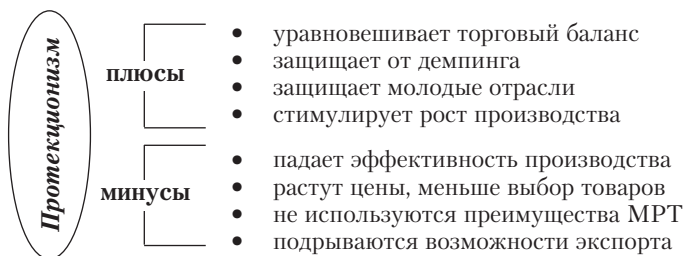 Протекционизм
плюсы
• уравновешивает торговый баланс
• защищает от демпинга
• защищает молодые отрасли
• стимулирует рост производства
минусы
• падает эффективность производства
• растут цены, меньше выбор товаров
• не используются преимущества МРТ
• подрываются возможности экспорта